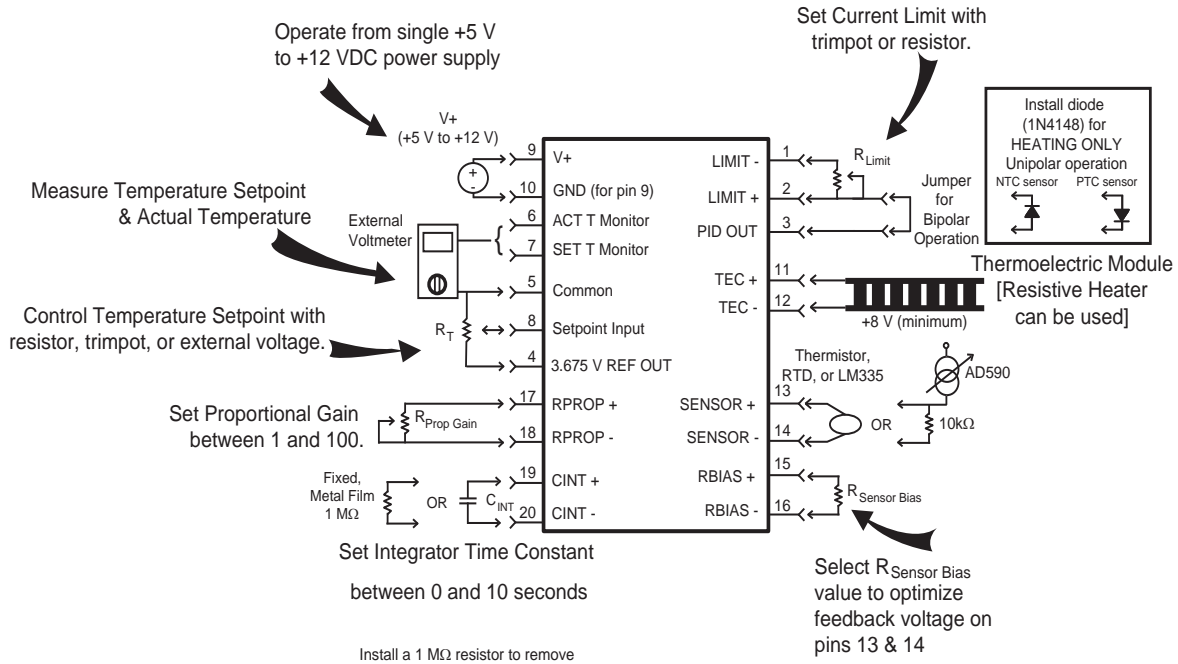 Operate from single +5 V
to +12 VDC power supply
Set Current Limit with
trimpot or resistor.
Install diode
(1N4148) for
HEATING ONLY
Unipolar operation
NTC sensor
PTC sensor
V+
(+5 V to +12 V)
+
-
Measure Temperature Setpoint
& Actual Temperature
External
Voltmeter
Control Temperature Setpoint with
resistor, trimpot, or external voltage.
RT
Set Proportional Gain
between 1 and 100.
RProp Gain
Fixed,
Metal Film
1 MΩ
OR
CINT
9 V+
10 GND (for pin 9)
6 ACT T Monitor
7 SET T Monitor
5 Common
8 Setpoint Input
4 3.675 V REF OUT
17 RPROP +
18 RPROP -
19 CINT +
20 CINT -
LIMIT - 1
LIMIT + 2
PID OUT 3
TEC + 11
TEC - 12
SENSOR + 13
SENSOR - 14
RBIAS + 15
RBIAS - 16
RLimit
Jumper
for
Bipolar
Operation
Thermoelectric Module
[Resistive Heater
can be used]
+8 V (minimum)
Thermistor,
RTD, or LM335
OR
AD590
10kΩ
RSensor Bias
Select RSensor Bias
value to optimize
feedback voltage on
pins 13 & 14
Set Integrator Time Constant
between 0 and 10 seconds
Install a 1 MΩ resistor to remove